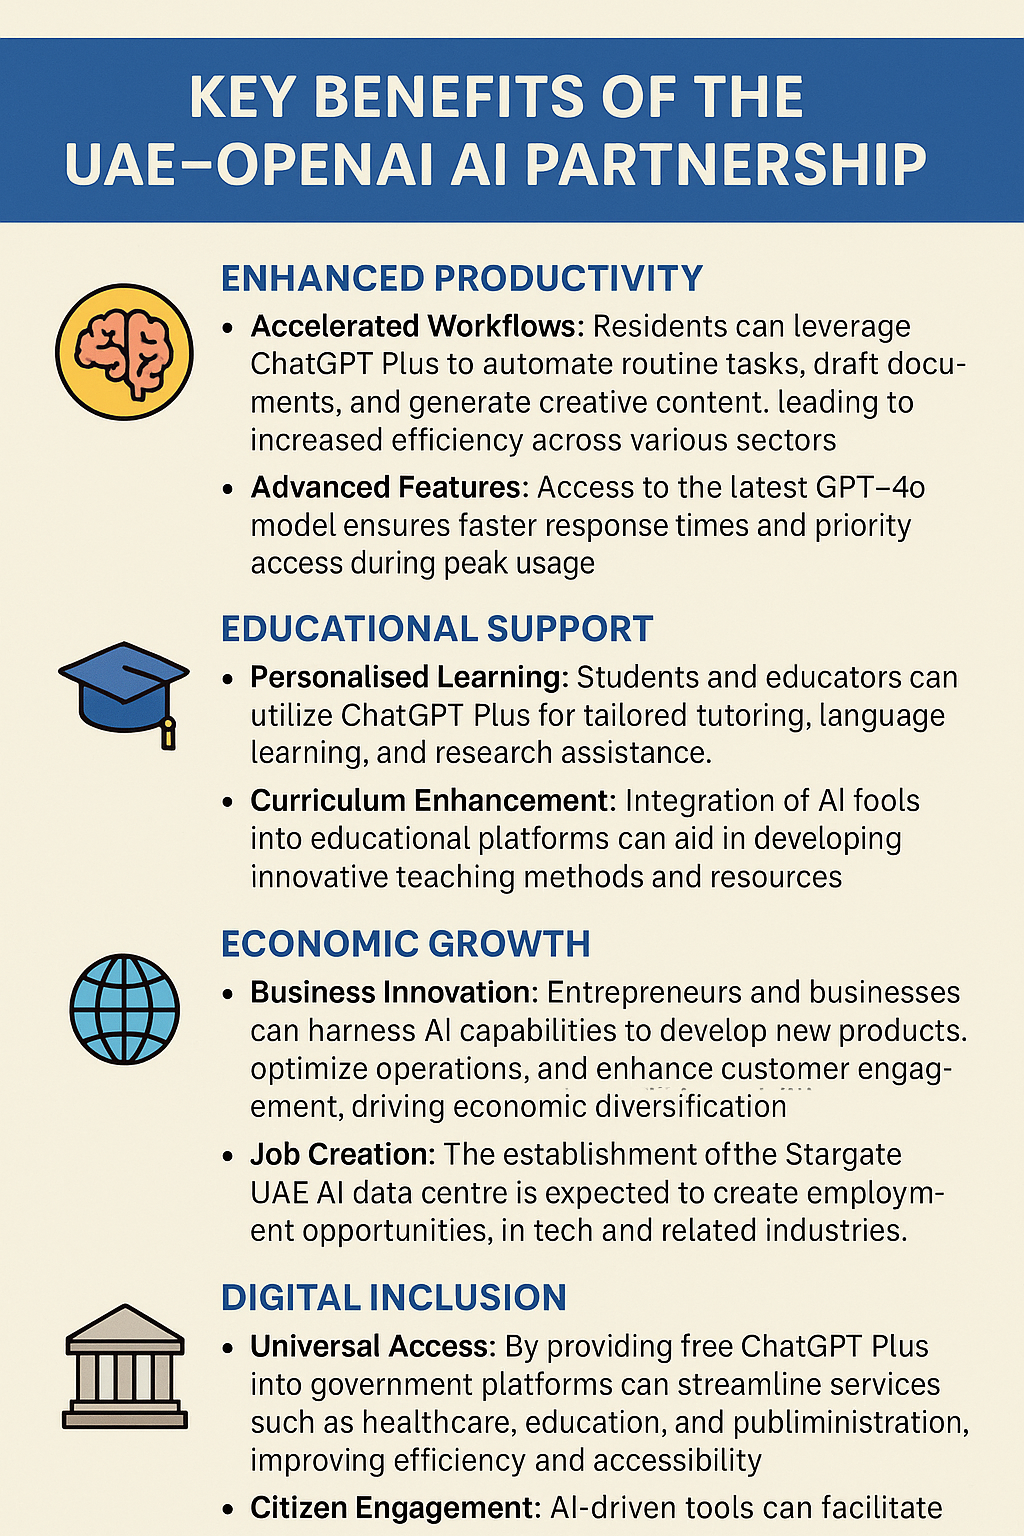 KEY BENEFITS OF THE
UAE–OPENAI AI PARTNERSHIP
ENHANCED PRODUCTIVITY
• Accelerated Workflows: Residents can leverage
ChatGPT Plus to automate routine tasks, draft docu-
ments, and generate creative content. leading to
increased efficiency across various sectors
• Advanced Features: Access to the latest GPT–4o
model ensures faster response times and priority
access during peak usage
EDUCATIONAL SUPPORT
• Personalised Learning: Students and educators can
utilize ChatGPT Plus for tailored tutoring, language
learning, and research assistance.
• Curriculum Enhancement: Integration of AI fools
into educational platforms can aid in developing
innovative teaching methods and resources
ECONOMIC GROWTH
• Business Innovation: Entrepreneurs and businesses
can harness AI capabilities to develop new products.
optimize operations, and enhance customer engag-
ement, driving economic diversification
• Job Creation: The establishment ofthe Stargate
UAE AI data centre is expected to create employm-
ent opportunities, in tech and related industries.
DIGITAL INCLUSION
• Universal Access: By providing free ChatGPT Plus
into government platforms can streamline services
such as healthcare, education, and publiministration,
improving efficiency and accessibility
• Citizen Engagement: AI-driven tools can facilitate